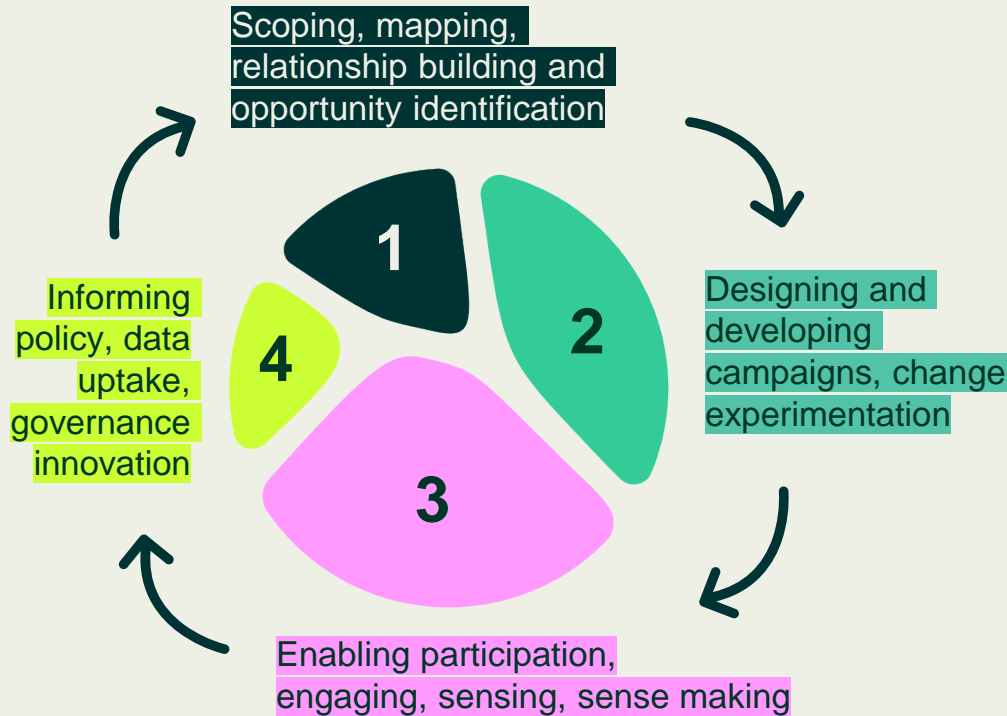 Scoping, mapping,
relationship building and
opportunity identification
1
2
Designing and
developing
campaigns, change
experimentation
3
Enabling participation,
engaging, sensing, sense making
4
Informing
policy, data
uptake,
governance
innovation